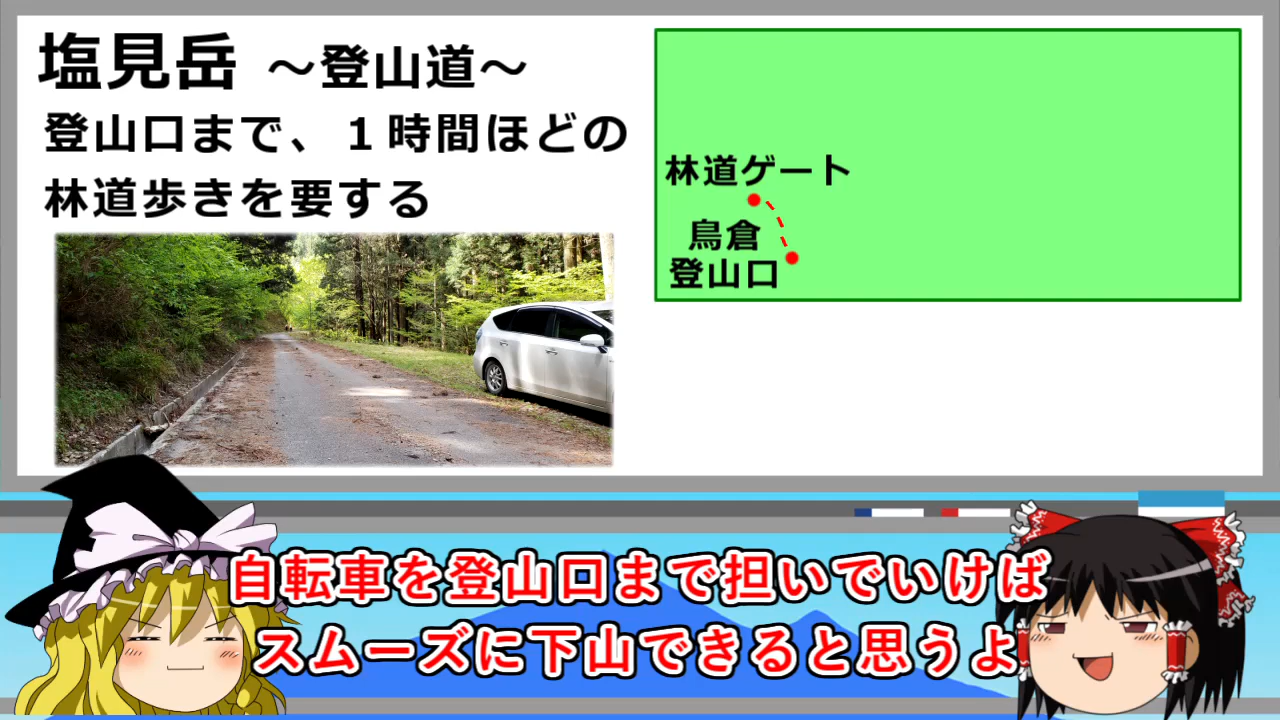 塩見岳 ～登山道～
登山口まで、１時間ほどの
林道歩きを要する
林道ゲート
鳥倉
登山口
自転車を登山口まで担いでいけば
スムーズに下山できると思うよ